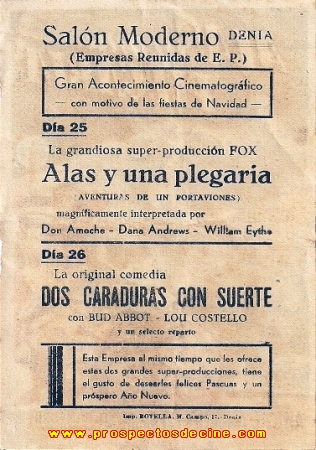 Salón Moderno DENIA
(Empresas Reunidas de E. P.)
Gran Acontecimiento Cinematográfico
— con motivo de las fiestas de Navidad —
Día 25
La grandiosa super-producción FOX
Alas y una plegaria
(AVENTURAS DE UN PORTAVIONES)
magníficamente interpretada por
Don Ameche - Dana Andrews - William Eythe
Día 26
La original comedia
DOS CARADURAS CON SUERTE
con BUD ABBOT - LOU COSTELLO
y un selecto reparto
Esta Empresa al mismo tiempo que les ofrece
estas dos grandes super-producciones, tiene
el gusto de desearles felices Pascuas y un
próspero Año Nuevo.
Imp. BOTELLA, M. Campo, 17.-Denia
www.prospectosdecine.com